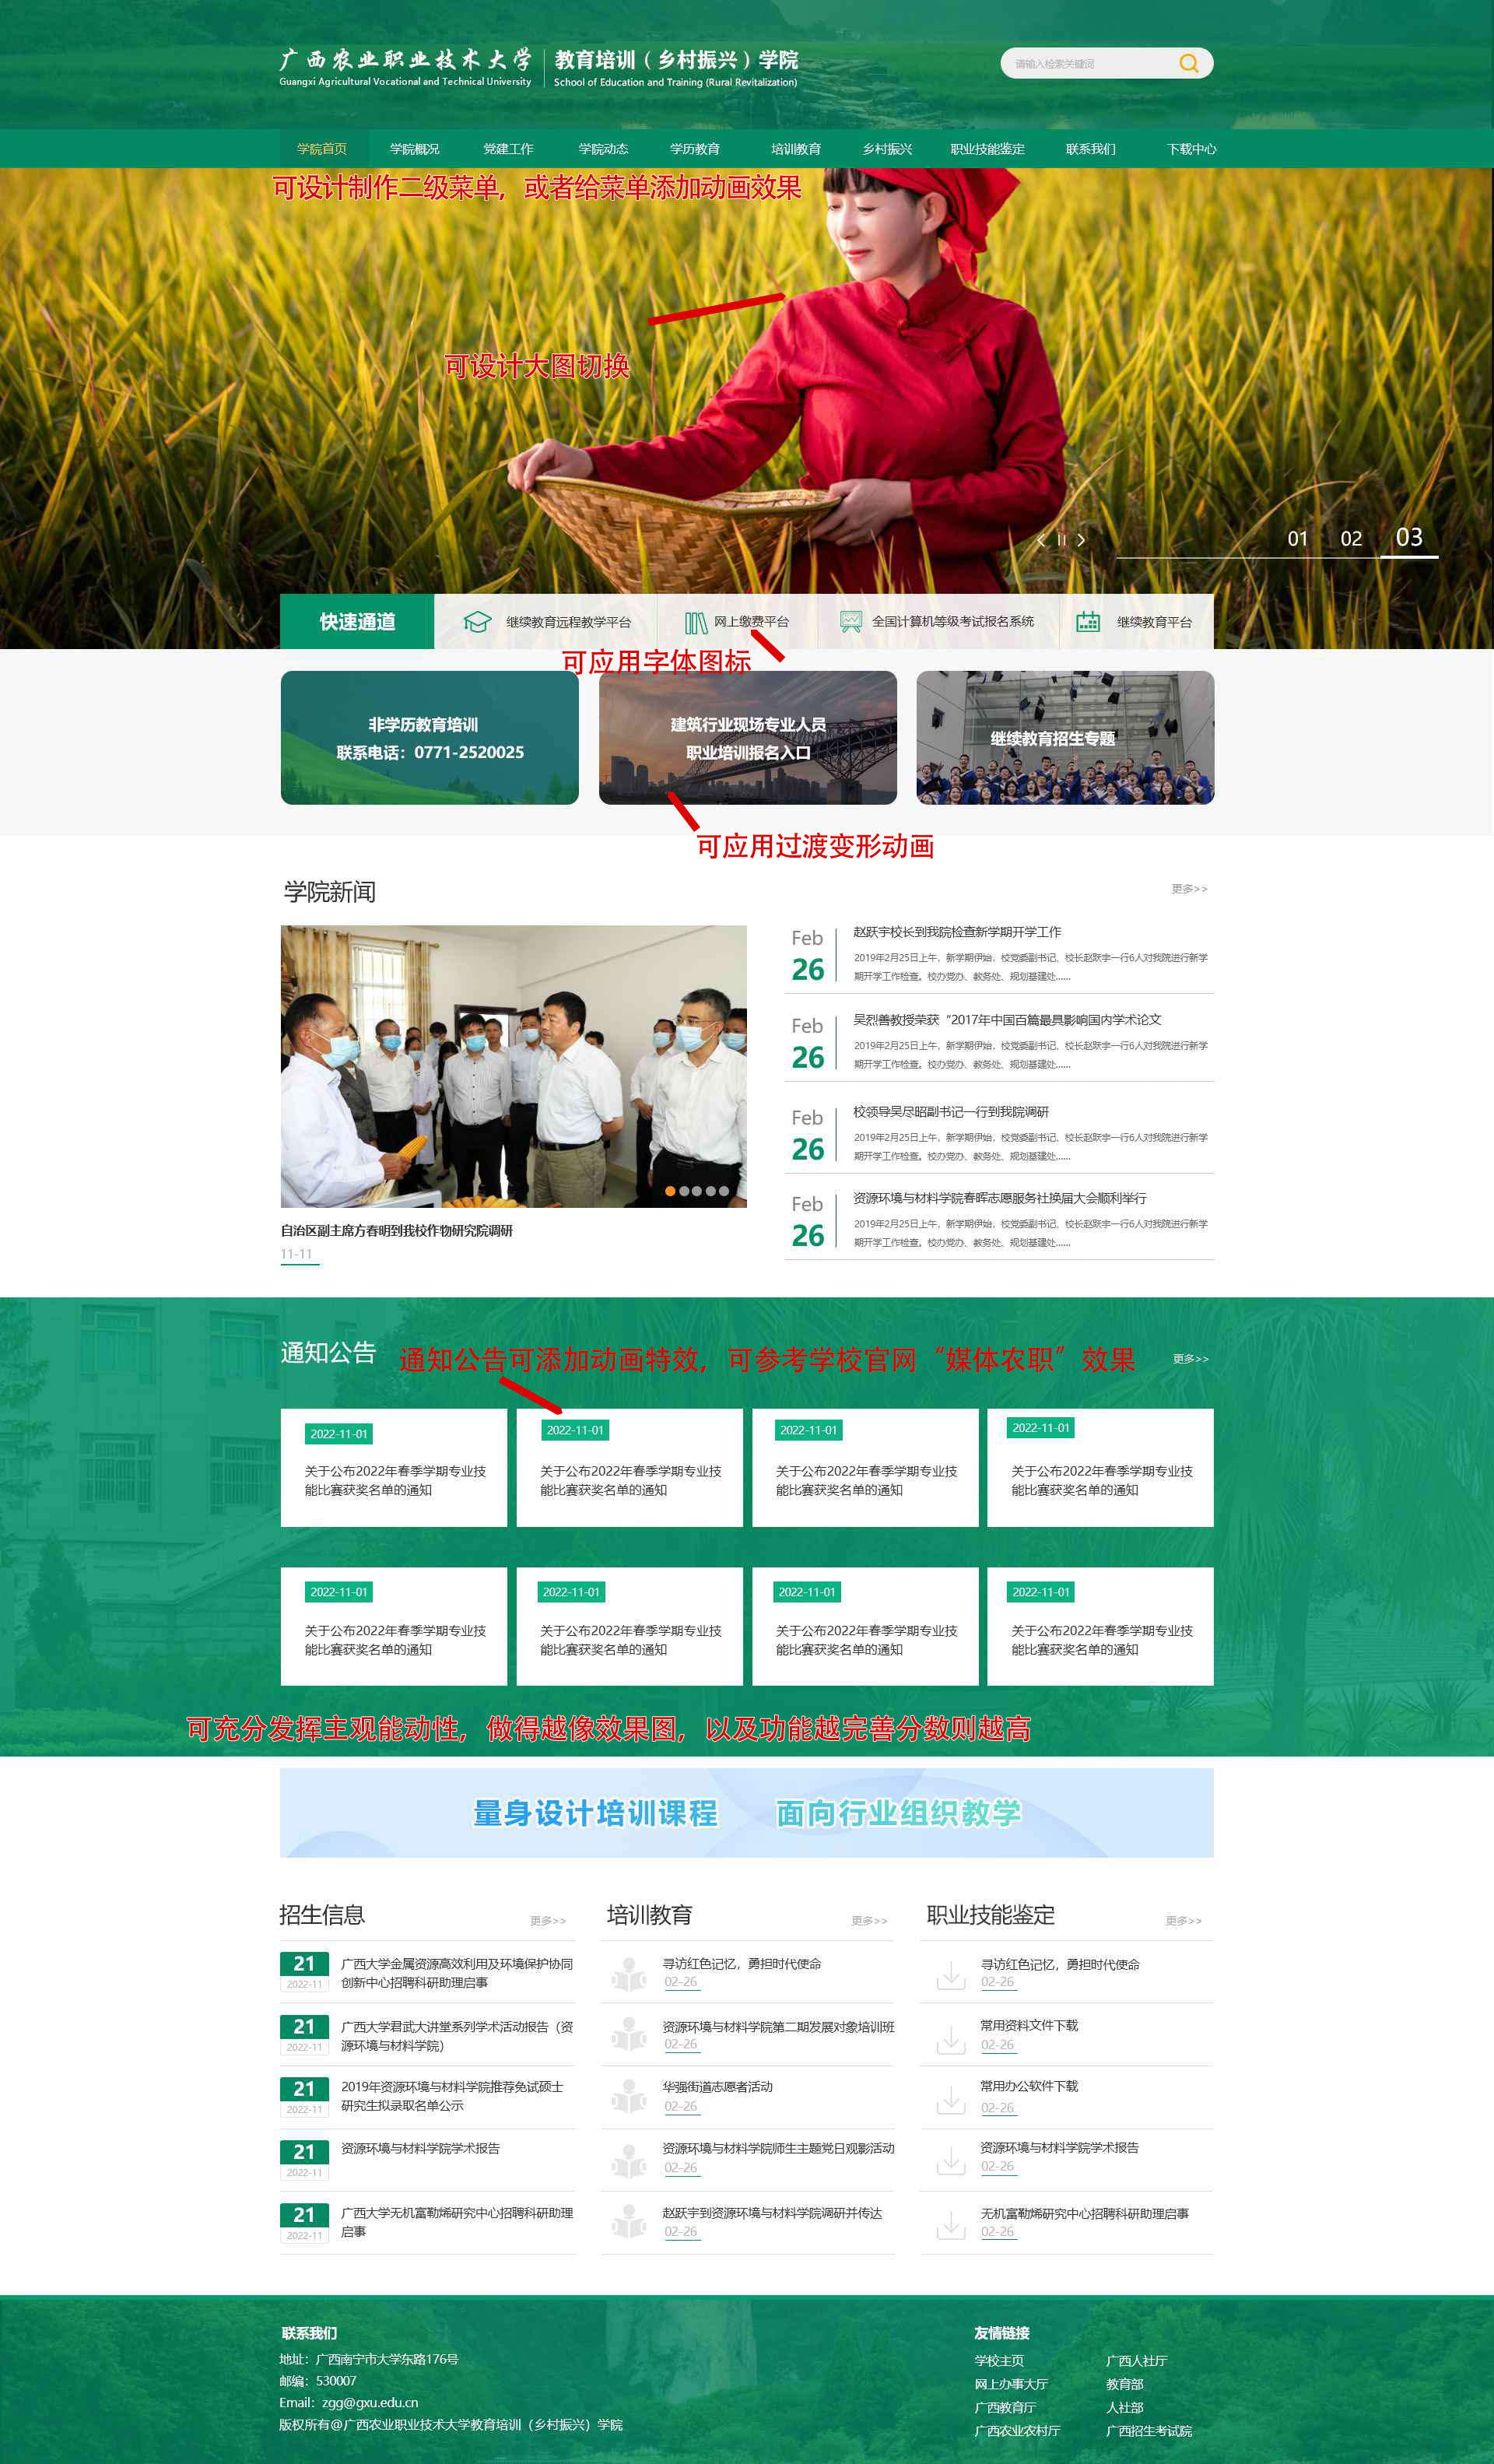 广西农业职业技术大学
Guangxi Agricultural Vocational and Technical University
教育培训（乡村振兴）学院
School of Education and Training (Rural Revitalization)
请输入检索关键词
学院首页 学院概况 党建工作 学院动态 学历教育 培训教育 乡村振兴 职业技能鉴定 联系我们 下载中心
可设计制作二级菜单，或者给菜单添加动画效果
可设计大图切换
01 02 03
快速通道 继续教育远程教学平台 网上缴费平台 全国计算机等级考试报名系统 继续教育平台
可应用字体图标
非学历教育培训
联系电话：0771-2520025
建筑行业现场专业人员
职业培训报名入口
继续教育招生专题
可应用过渡变形动画
学院新闻
更多>>
自治区副主席方春明到我校作物研究院调研
11-11
Feb
26
赵跃宇校长到我院检查新学期开学工作
2019年2月25日上午，新学期伊始，校党委副书记、校长赵跃宇一行6人对我院进行新学
期开学工作检查。校办党办、教务处、规划基建处......
Feb
26
吴烈善教授荣获“2017年中国百篇最具影响国内学术论文
2019年2月25日上午，新学期伊始，校党委副书记、校长赵跃宇一行6人对我院进行新学
期开学工作检查。校办党办、教务处、规划基建处......
Feb
26
校领导吴尽昭副书记一行到我院调研
2019年2月25日上午，新学期伊始，校党委副书记、校长赵跃宇一行6人对我院进行新学
期开学工作检查。校办党办、教务处、规划基建处......
Feb
26
资源环境与材料学院春晖志愿服务社换届大会顺利举行
2019年2月25日上午，新学期伊始，校党委副书记、校长赵跃宇一行6人对我院进行新学
期开学工作检查。校办党办、教务处、规划基建处......
通知公告
通知公告可添加动画特效，可参考学校官网“媒体农职”效果
更多>>
2022-11-01
关于公布2022年春季学期专业技
能比赛获奖名单的通知
2022-11-01
关于公布2022年春季学期专业技
能比赛获奖名单的通知
2022-11-01
关于公布2022年春季学期专业技
能比赛获奖名单的通知
2022-11-01
关于公布2022年春季学期专业技
能比赛获奖名单的通知
2022-11-01
关于公布2022年春季学期专业技
能比赛获奖名单的通知
2022-11-01
关于公布2022年春季学期专业技
能比赛获奖名单的通知
2022-11-01
关于公布2022年春季学期专业技
能比赛获奖名单的通知
2022-11-01
关于公布2022年春季学期专业技
能比赛获奖名单的通知
可充分发挥主观能动性，做得越像效果图，以及功能越完善分数则越高
量身设计培训课程 面向行业组织教学
招生信息
更多>>
21
2022-11
广西大学金属资源高效利用及环境保护协同
创新中心招聘科研助理启事
21
2022-11
广西大学君武大讲堂系列学术活动报告（资
源环境与材料学院）
21
2022-11
2019年资源环境与材料学院推荐免试硕士
研究生拟录取名单公示
21
2022-11
资源环境与材料学院学术报告
21
2022-11
广西大学无机富勒烯研究中心招聘科研助理
启事
培训教育
更多>>
寻访红色记忆，勇担时代使命
02-26
资源环境与材料学院第二期发展对象培训班
02-26
华强街道志愿者活动
02-26
资源环境与材料学院师生主题党日观影活动
02-26
赵跃宇到资源环境与材料学院调研并传达
02-26
职业技能鉴定
更多>>
寻访红色记忆，勇担时代使命
02-26
常用资料文件下载
02-26
常用办公软件下载
02-26
资源环境与材料学院学术报告
02-26
无机富勒烯研究中心招聘科研助理启事
02-26
联系我们
地址：广西南宁市大学东路176号
邮编：530007
Email：zgg@gxu.edu.cn
版权所有@广西农业职业技术大学教育培训（乡村振兴）学院
友情链接
学校主页 广西人社厅
网上办事大厅 教育部
广西教育厅 人社部
广西农业农村厅 广西招生考试院